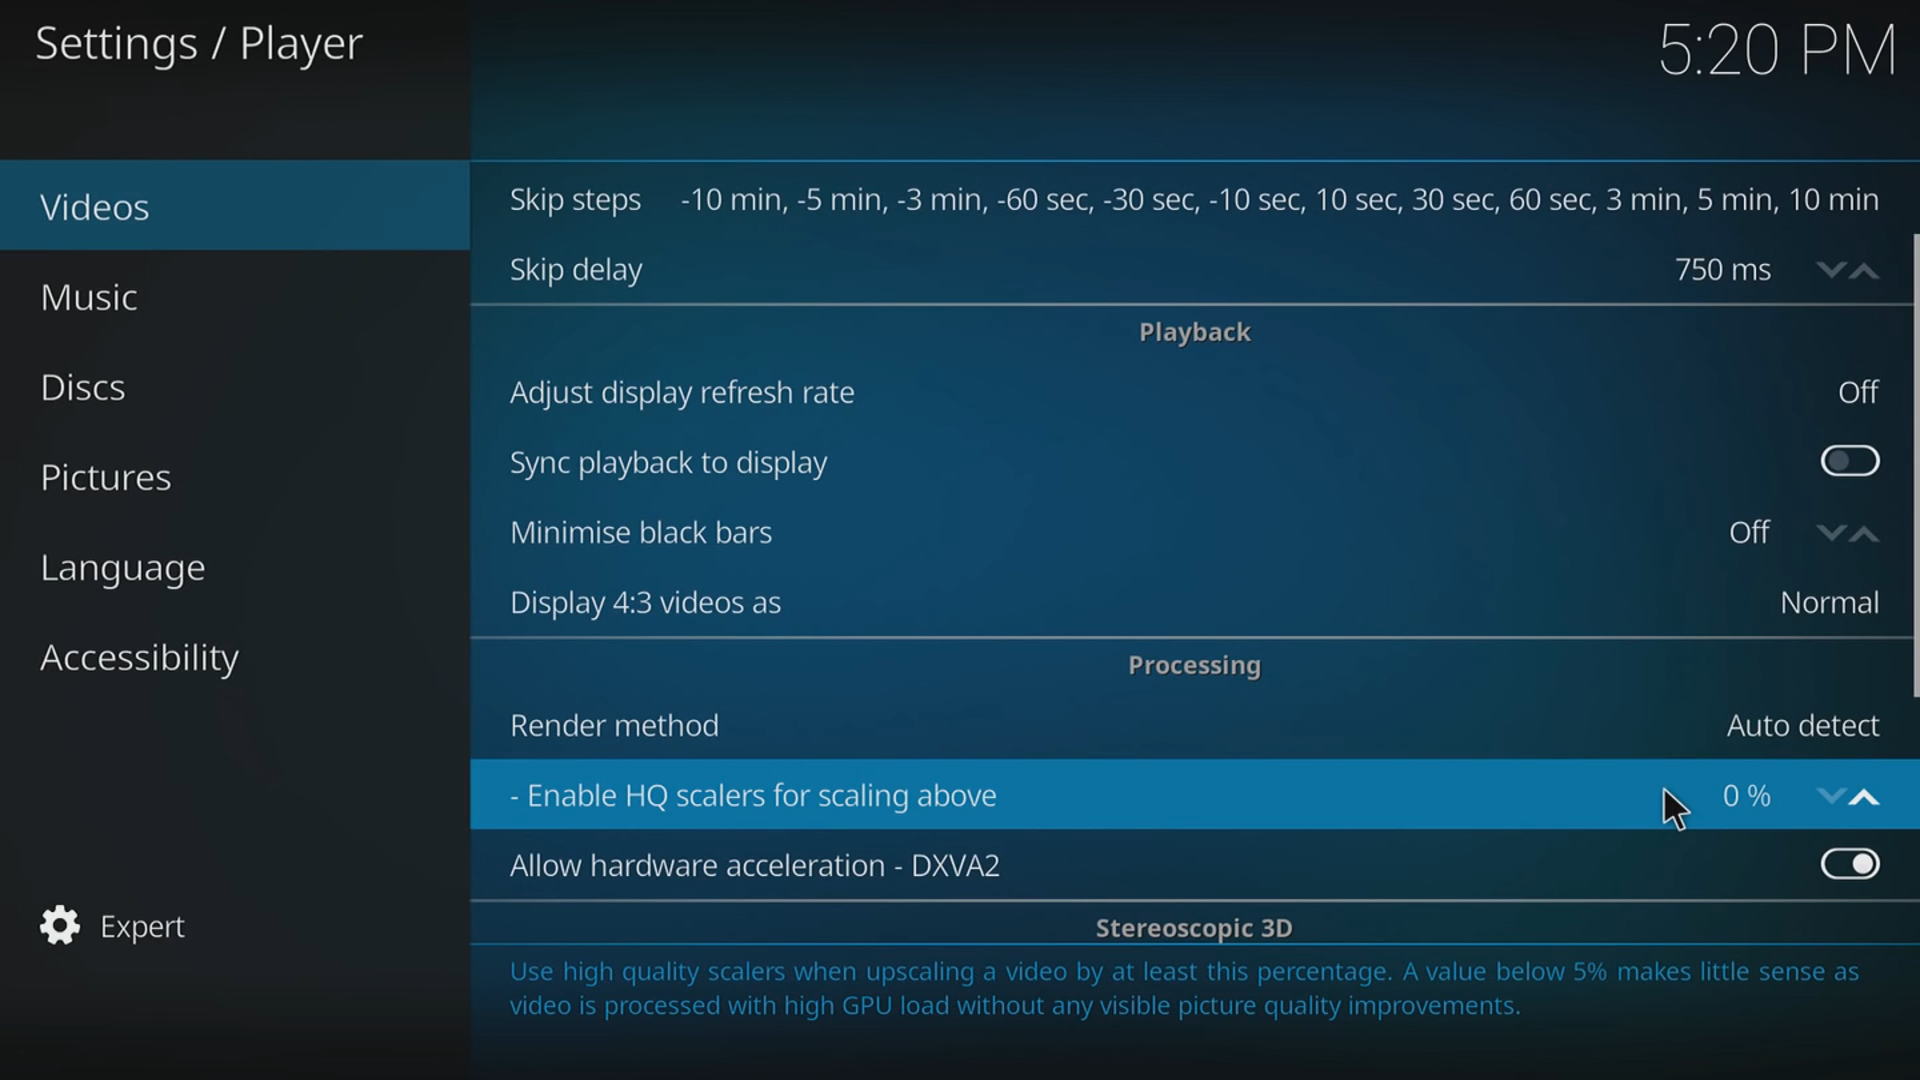 Settings / Player
5:20 PM
Videos
Music
Discs
Pictures
Language
Accessibility
Expert
Skip steps -10 min, -5 min, -3 min, -60 sec, -30 sec, -10 sec, 10 sec, 30 sec, 60 sec, 3 min, 5 min, 10 min
Skip delay 750 ms
Playback
Adjust display refresh rate Off
Sync playback to display
Minimise black bars Off
Display 4:3 videos as Normal
Processing
Render method Auto detect
- Enable HQ scalers for scaling above 0 %
Allow hardware acceleration - DXVA2
Stereoscopic 3D
Use high quality scalers when upscaling a video by at least this percentage. A value below 5% makes little sense as
video is processed with high GPU load without any visible picture quality improvements.